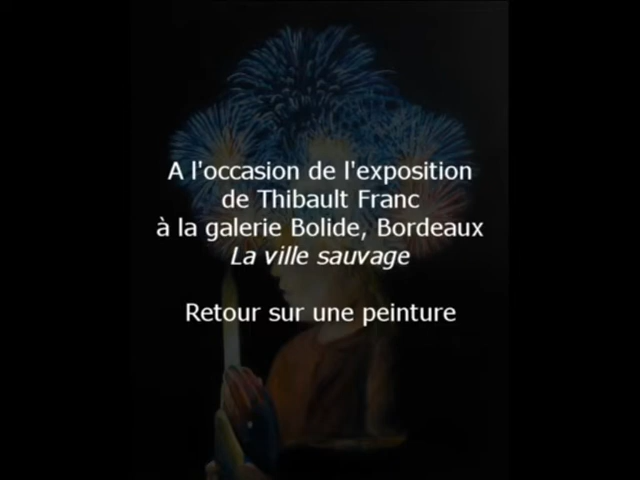 A l'occasion de l'exposition
de Thibault Franc
à la galerie Bolide, Bordeaux
La ville sauvage
Retour sur une peinture